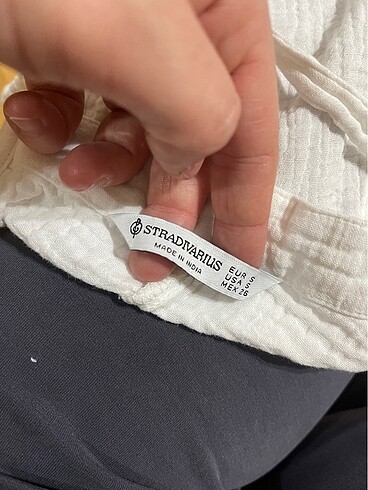 STRADIVARIUS
MADE IN INDIA
EUR S
USA S
MEX 26